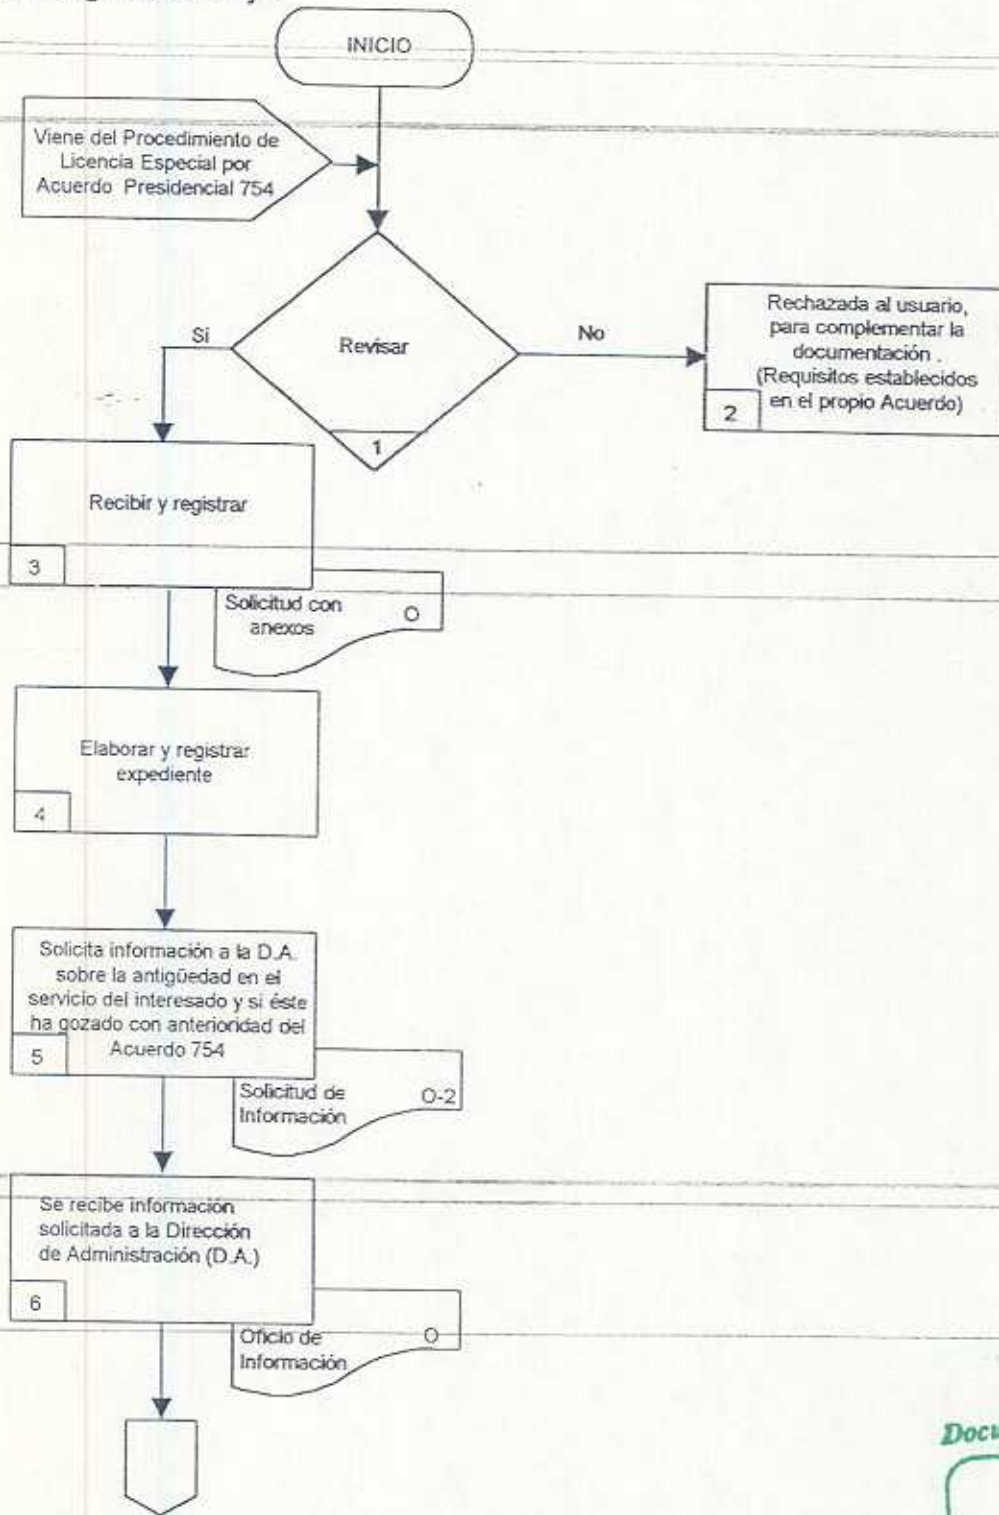 INICIO
Viene del Procedimiento de
Licencia Especial por
Acuerdo Presidencial 754
Si
Revisar
No
1
Rechazada al usuario,
para complementar la
documentación .
(Requisitos establecidos
en el propio Acuerdo)
2
Recibir y registrar
3
Solicitud con
anexos
O
Elaborar y registrar
expediente
4
Solicita información a la D.A.
sobre la antigüedad en el
servicio del interesado y si éste
ha gozado con anterioridad del
Acuerdo 754
5
Solicitud de
Información
O-2
Se recibe información
solicitada a la Dirección
de Administración (D.A.)
6
Oficio de
Información
O
Docu